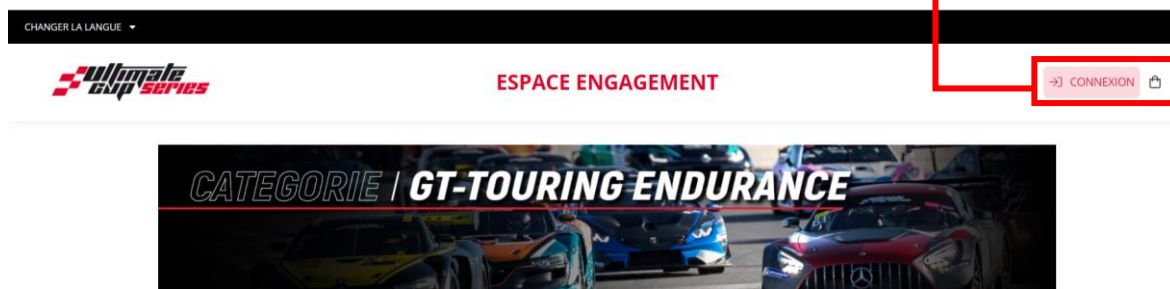 CHANGER LA LANGUE
ultimate
cup series
ESPACE ENGAGEMENT
CONNEXION
CATEGORIE | GT-TOURING ENDURANCE